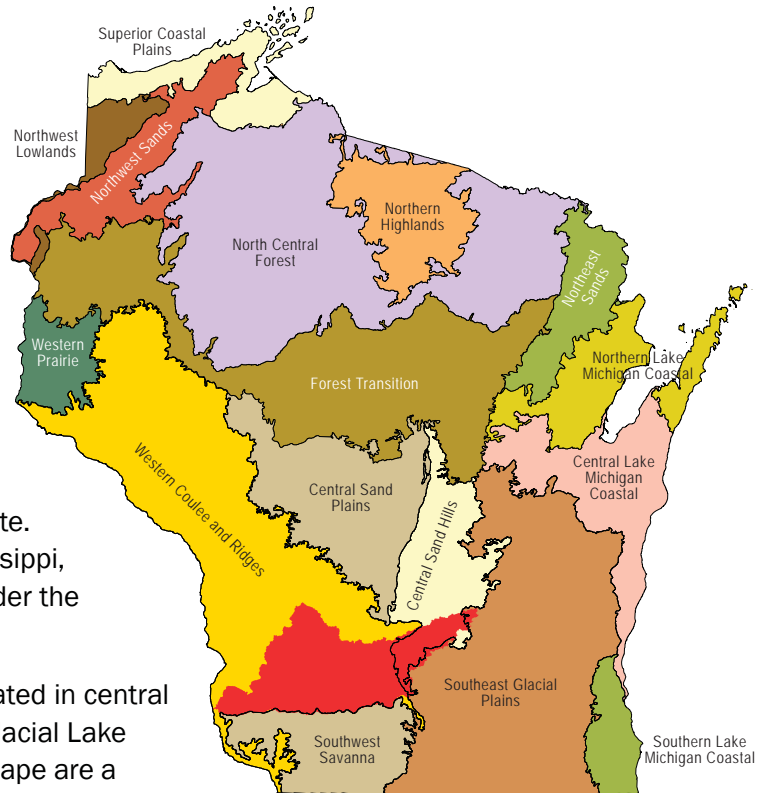 Superior Coastal
Plains
Northwest
Lowlands
Northwest Sands
North Central
Forest
Northern
Highlands
Northeast
Sands
Western
Prairie
Forest Transition
Northern Lake
Michigan Coastal
Western Coulee and Ridges
Central Sand
Plains
Central Sand Hills
Central Lake
Michigan
Coastal
te.
sippi,
der the
ated in central
acial Lake
ape are a
Southeast Glacial
Plains
Southwest
Savanna
Southern Lake
Michigan Coastal